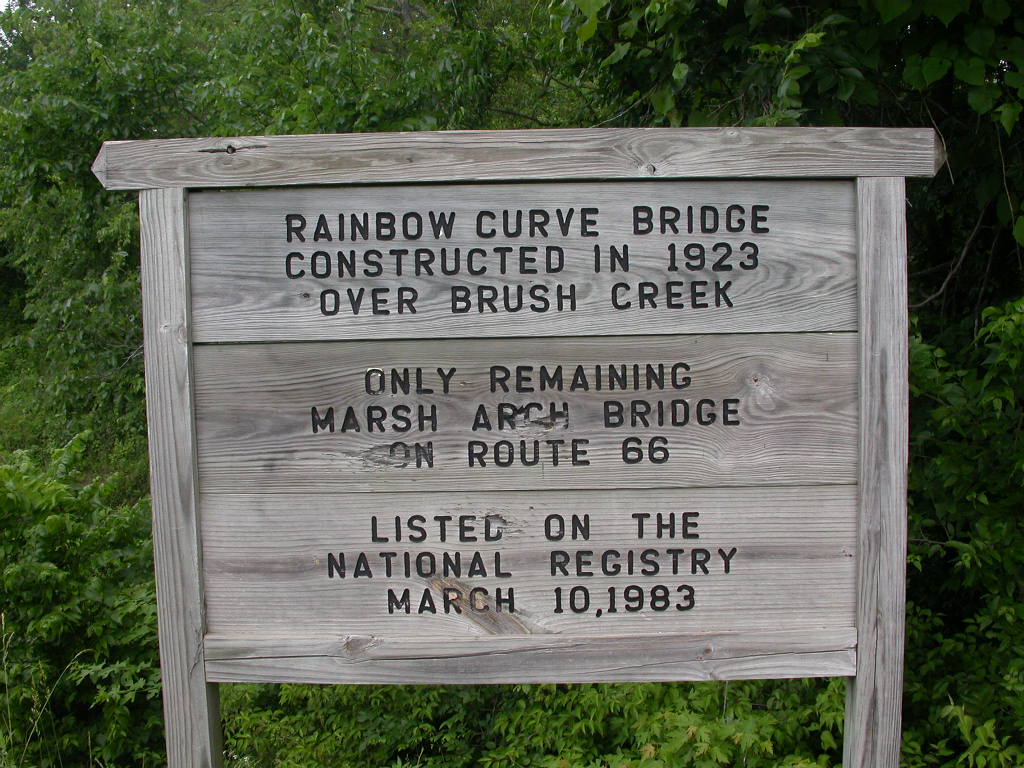 RAINBOW CURVE BRIDGE
CONSTRUCTED IN 1923
OVER BRUSH CREEK
ONLY REMAINING
MARSH ARCH BRIDGE
ON ROUTE 66
LISTED ON THE
NATIONAL REGISTRY
MARCH 10,1983